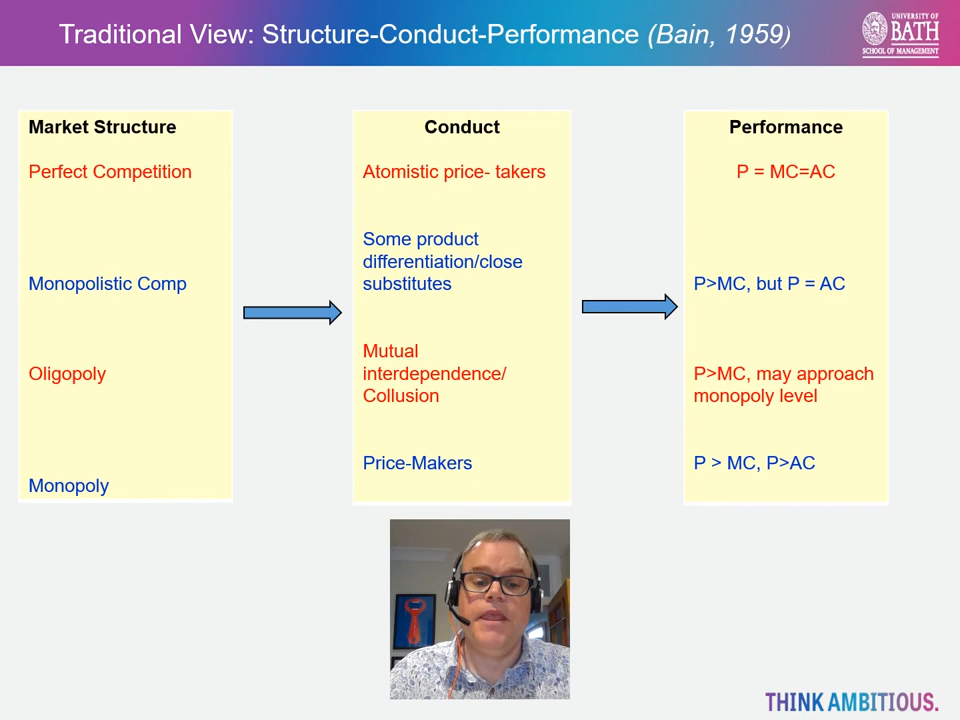 Traditional View: Structure-Conduct-Performance (Bain, 1959)
UNIVERSITY OF
BATH
SCHOOL OF MANAGEMENT
Market Structure
Perfect Competition
Monopolistic Comp
Oligopoly
Monopoly
Conduct
Atomistic price- takers
Some product
differentiation/close
substitutes
Mutual
interdependence/
Collusion
Price-Makers
Performance
P = MC=AC
P>MC, but P = AC
P>MC, may approach
monopoly level
P > MC, P>AC
THINK AMBITIOUS.